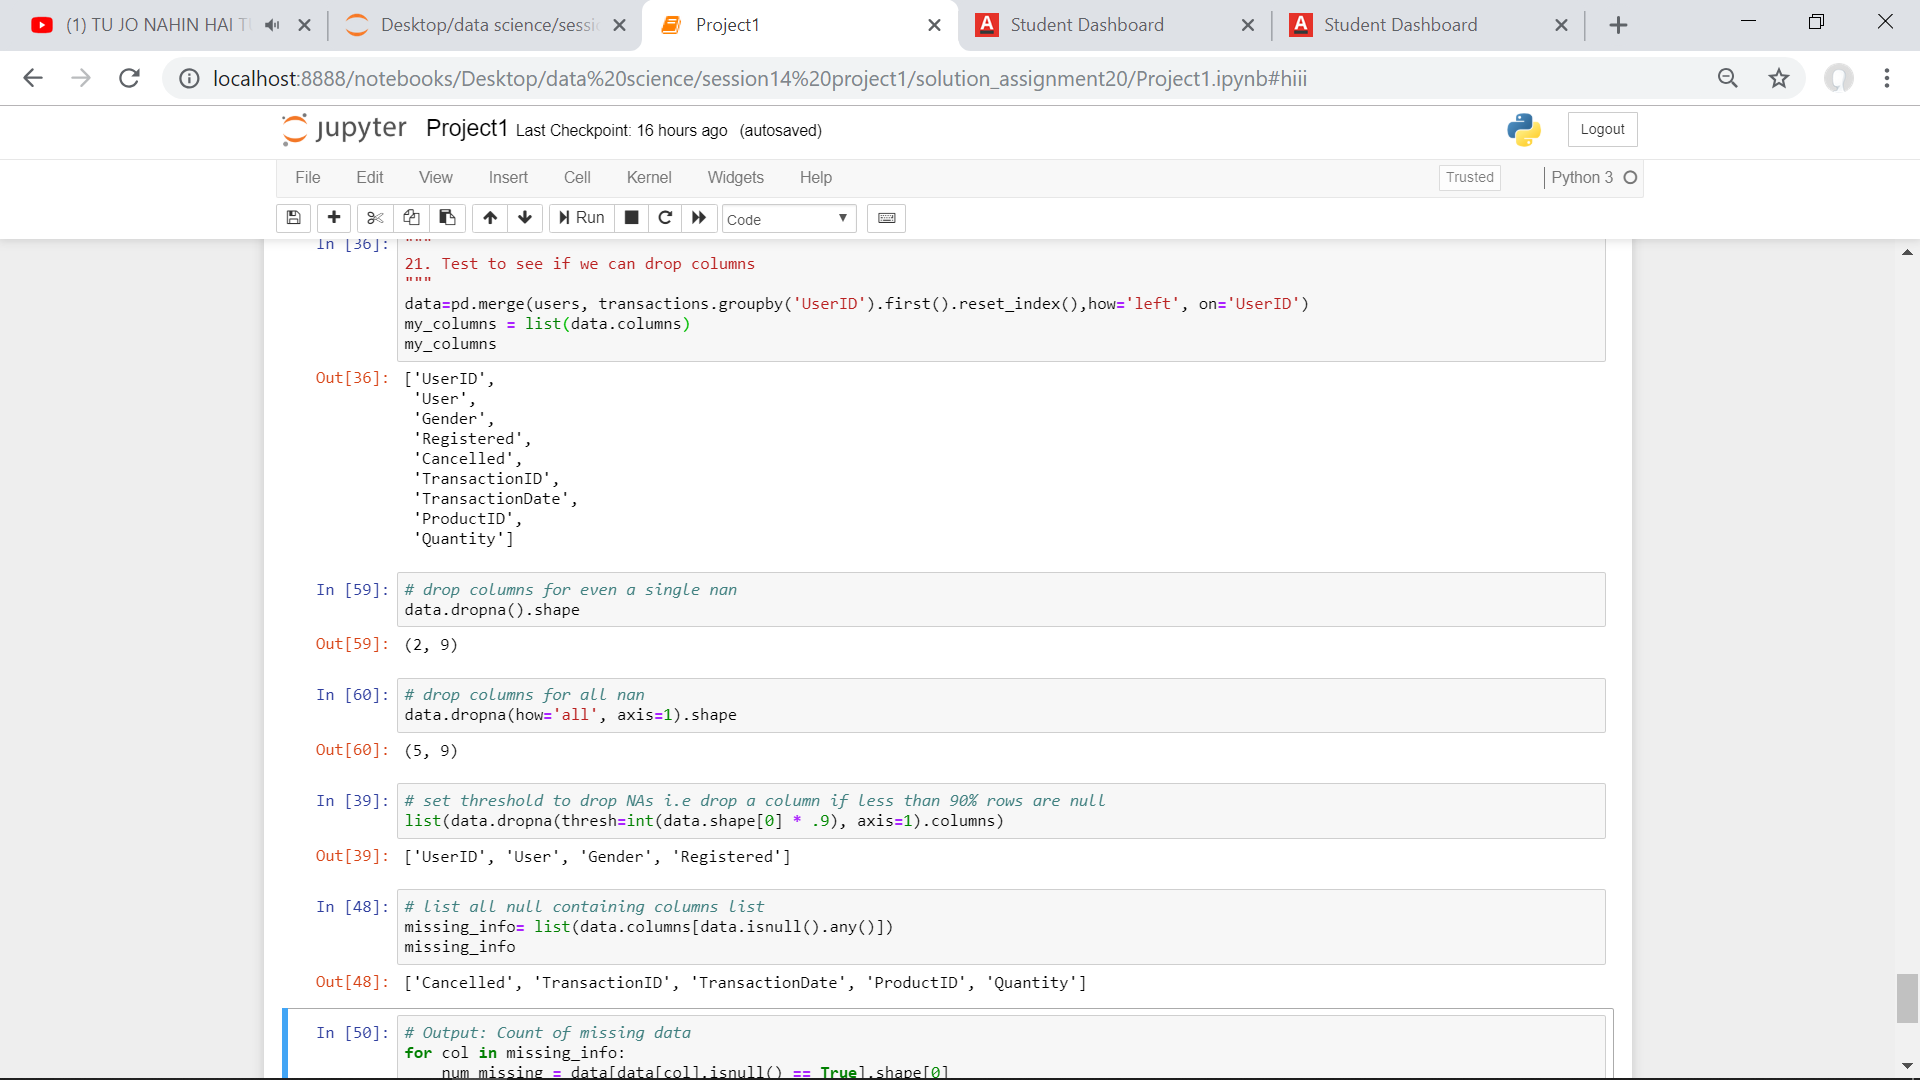 (1) TU JO NAHIN HAI TU
Desktop/data science/sessio
Project1
Student Dashboard
Student Dashboard
localhost:8888/notebooks/Desktop/data%20science/session14%20project1/solution_assignment20/Project1.ipynb#hiii
jupyter Project1 Last Checkpoint: 16 hours ago (autosaved)
Logout
File Edit View Insert Cell Kernel Widgets Help
Trusted
Python 3
Run
Code
In [36]: """
21. Test to see if we can drop columns
"""
data=pd.merge(users, transactions.groupby('UserID').first().reset_index(),how='left', on='UserID')
my_columns = list(data.columns)
my_columns
Out[36]: ['UserID',
'User',
'Gender',
'Registered',
'Cancelled',
'TransactionID',
'TransactionDate',
'ProductID',
'Quantity']
In [59]: # drop columns for even a single nan
data.dropna().shape
Out[59]: (2, 9)
In [60]: # drop columns for all nan
data.dropna(how='all', axis=1).shape
Out[60]: (5, 9)
In [39]: # set threshold to drop NAs i.e drop a column if less than 90% rows are null
list(data.dropna(thresh=int(data.shape[0] * .9), axis=1).columns)
Out[39]: ['UserID', 'User', 'Gender', 'Registered']
In [48]: # list all null containing columns list
missing_info= list(data.columns[data.isnull().any()])
missing_info
Out[48]: ['Cancelled', 'TransactionID', 'TransactionDate', 'ProductID', 'Quantity']
In [50]: # Output: Count of missing data
for col in missing_info:
num_missing = data[data[col].isnull() == True].shape[0]